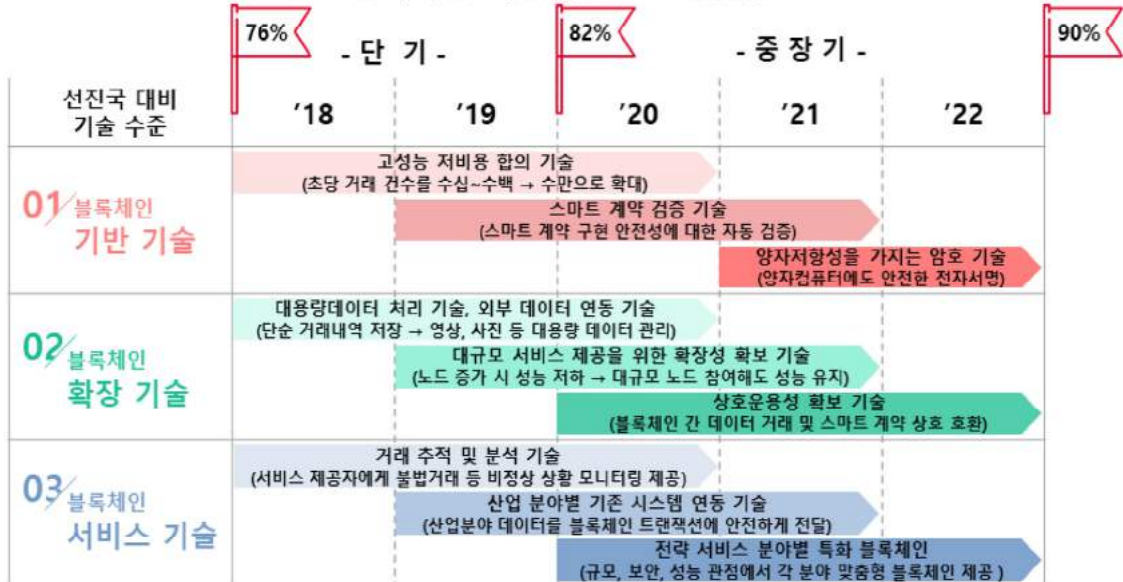 76%
- 단 기 -
82%
- 중 장 기 -
90%
선진국 대비
기술 수준
'18
'19
'20
'21
'22
01 블록체인
기반 기술
고성능 저비용 합의 기술
(초당 거래 건수를 수십~수백 → 수만으로 확대)
스마트 계약 검증 기술
(스마트 계약 구현 안전성에 대한 자동 검증)
양자저항성을 가지는 암호 기술
(양자컴퓨터에도 안전한 전자서명)
02 블록체인
확장 기술
대용량데이터 처리 기술, 외부 데이터 연동 기술
(단순 거래내역 저장 → 영상, 사진 등 대용량 데이터 관리)
대규모 서비스 제공을 위한 확장성 확보 기술
(노드 증가 시 성능 저하 → 대규모 노드 참여해도 성능 유지)
상호운용성 확보 기술
(블록체인 간 데이터 거래 및 스마트 계약 상호 호환)
03 블록체인
서비스 기술
거래 추적 및 분석 기술
(서비스 제공자에게 불법거래 등 비정상 상황 모니터링 제공)
산업 분야별 기존 시스템 연동 기술
(산업분야 데이터를 블록체인 트랜잭션에 안전하게 전달)
전략 서비스 분야별 특화 블록체인
(규모, 보안, 성능 관점에서 각 분야 맞춤형 블록체인 제공 )